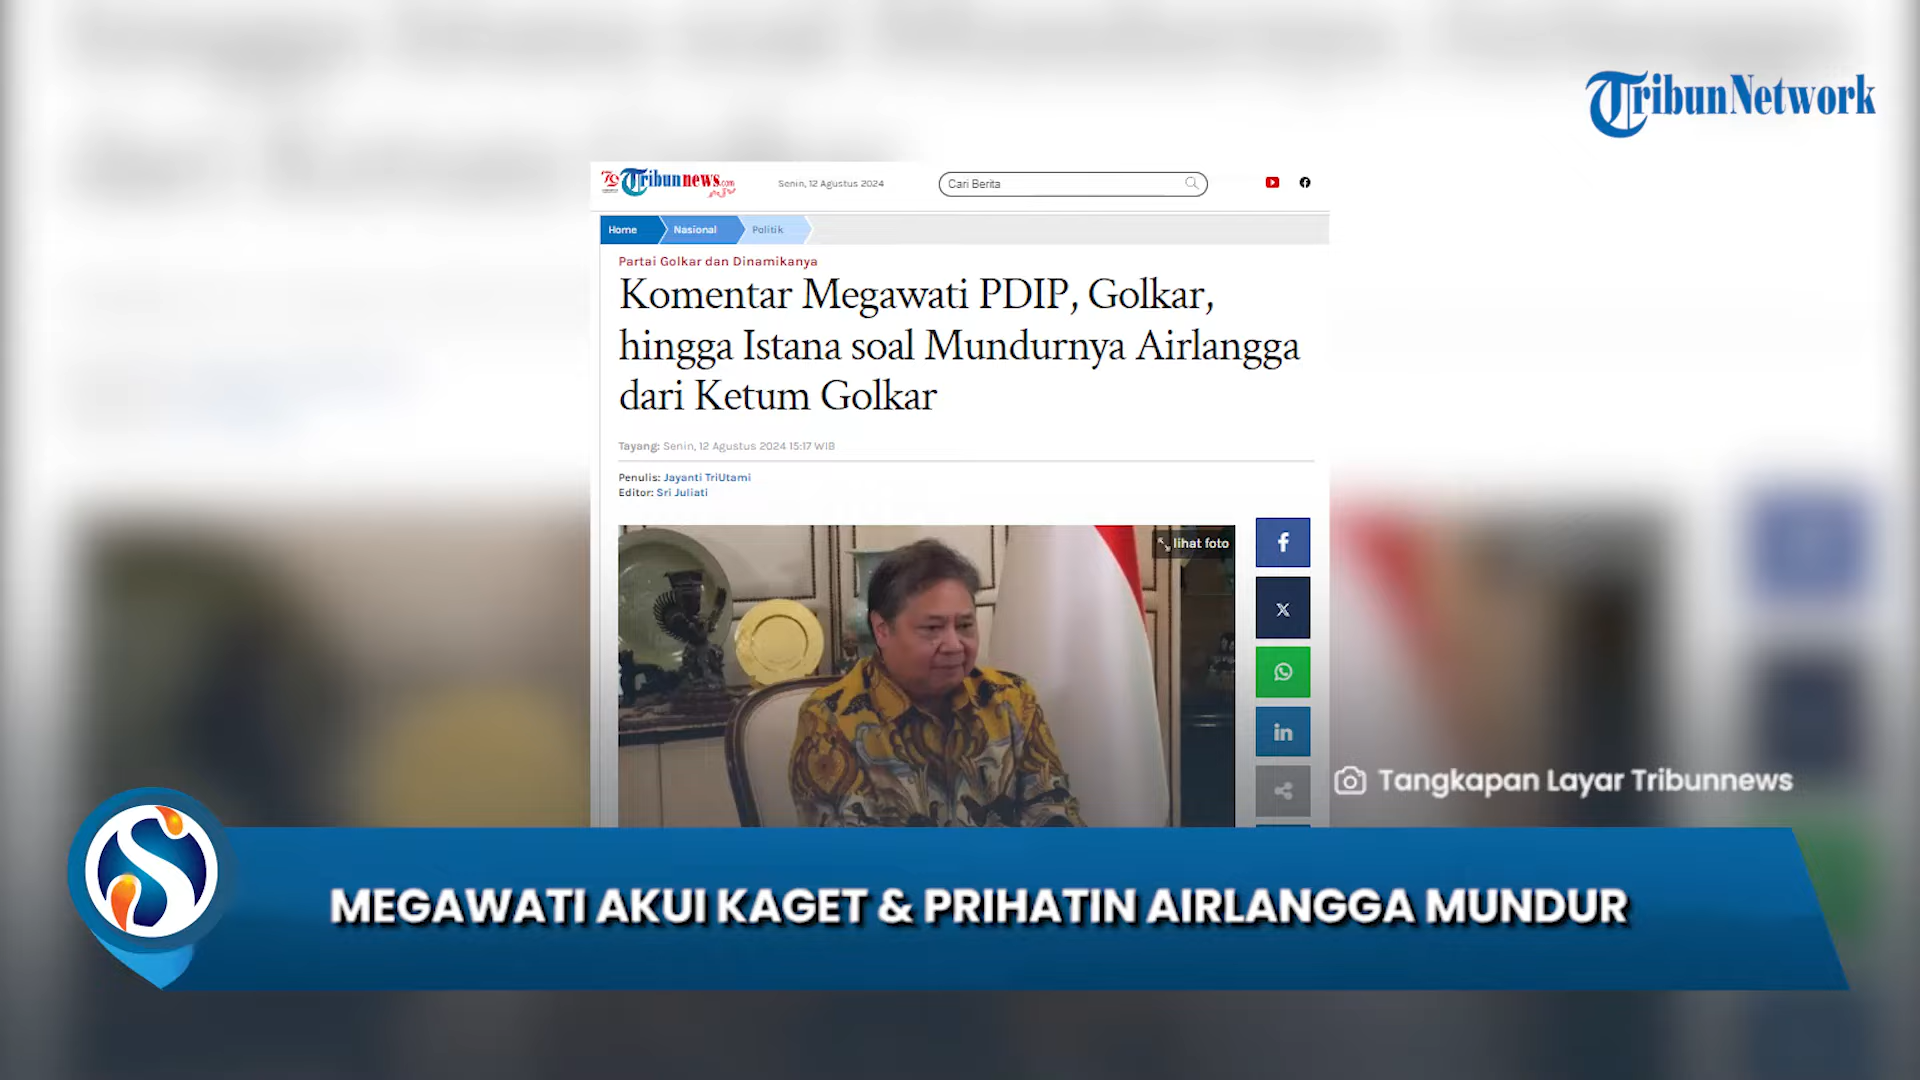 TribunNetwork
Tribunnews.com
Senin, 12 Agustus 2024
Cari Berita
Home
Nasional
Politik
Partai Golkar dan Dinamikanya
Komentar Megawati PDIP, Golkar,
hingga Istana soal Mundurnya Airlangga
dari Ketum Golkar
Tayang: Senin, 12 Agustus 2024 15:17 WIB
Penulis: Jayanti TriUtami
Editor: Sri Juliati
lihat foto
Tangkapan Layar Tribunnews
MEGAWATI AKUI KAGET & PRIHATIN AIRLANGGA MUNDUR